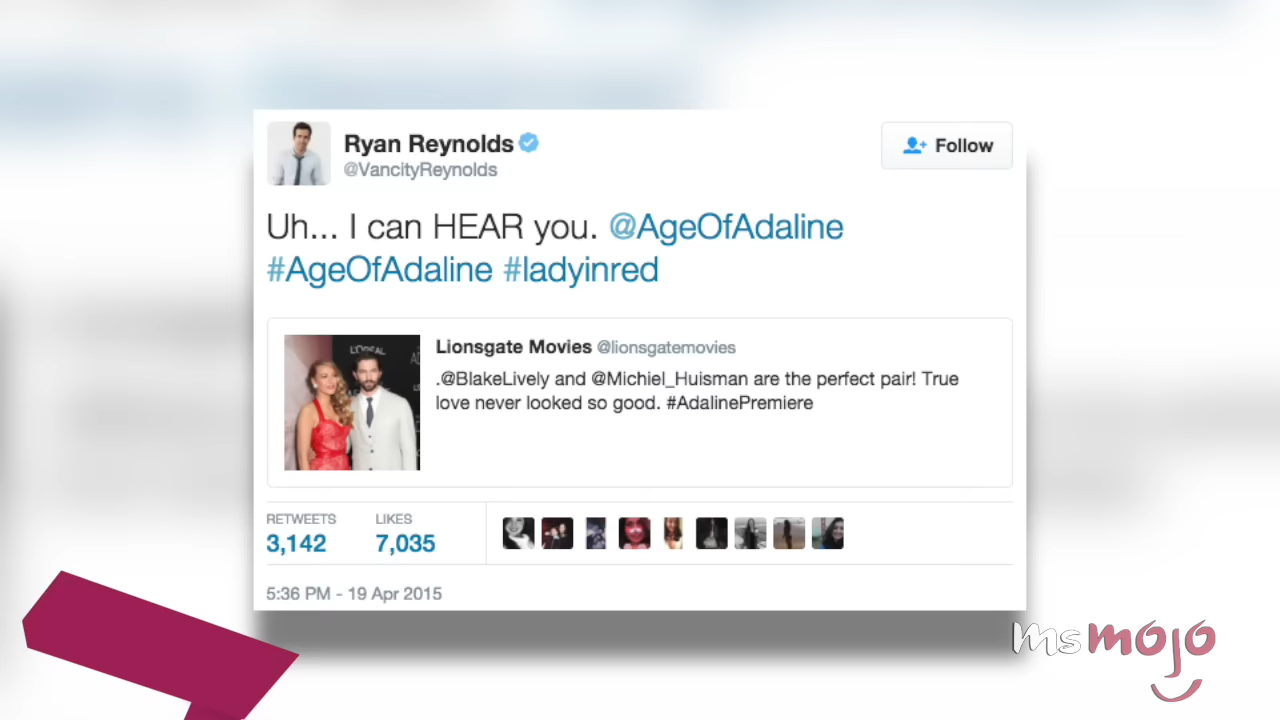 Ryan Reynolds
@VancityReynolds
Follow
Uh... I can HEAR you. @AgeOfAdaline
#AgeOfAdaline #ladyinred
L'ORÉAL
Lionsgate Movies @lionsgatemovies
.@BlakeLively and @Michiel_Huisman are the perfect pair! True
love never looked so good. #AdalinePremiere
RETWEETS LIKES
3,142 7,035
5:36 PM - 19 Apr 2015
msmojo